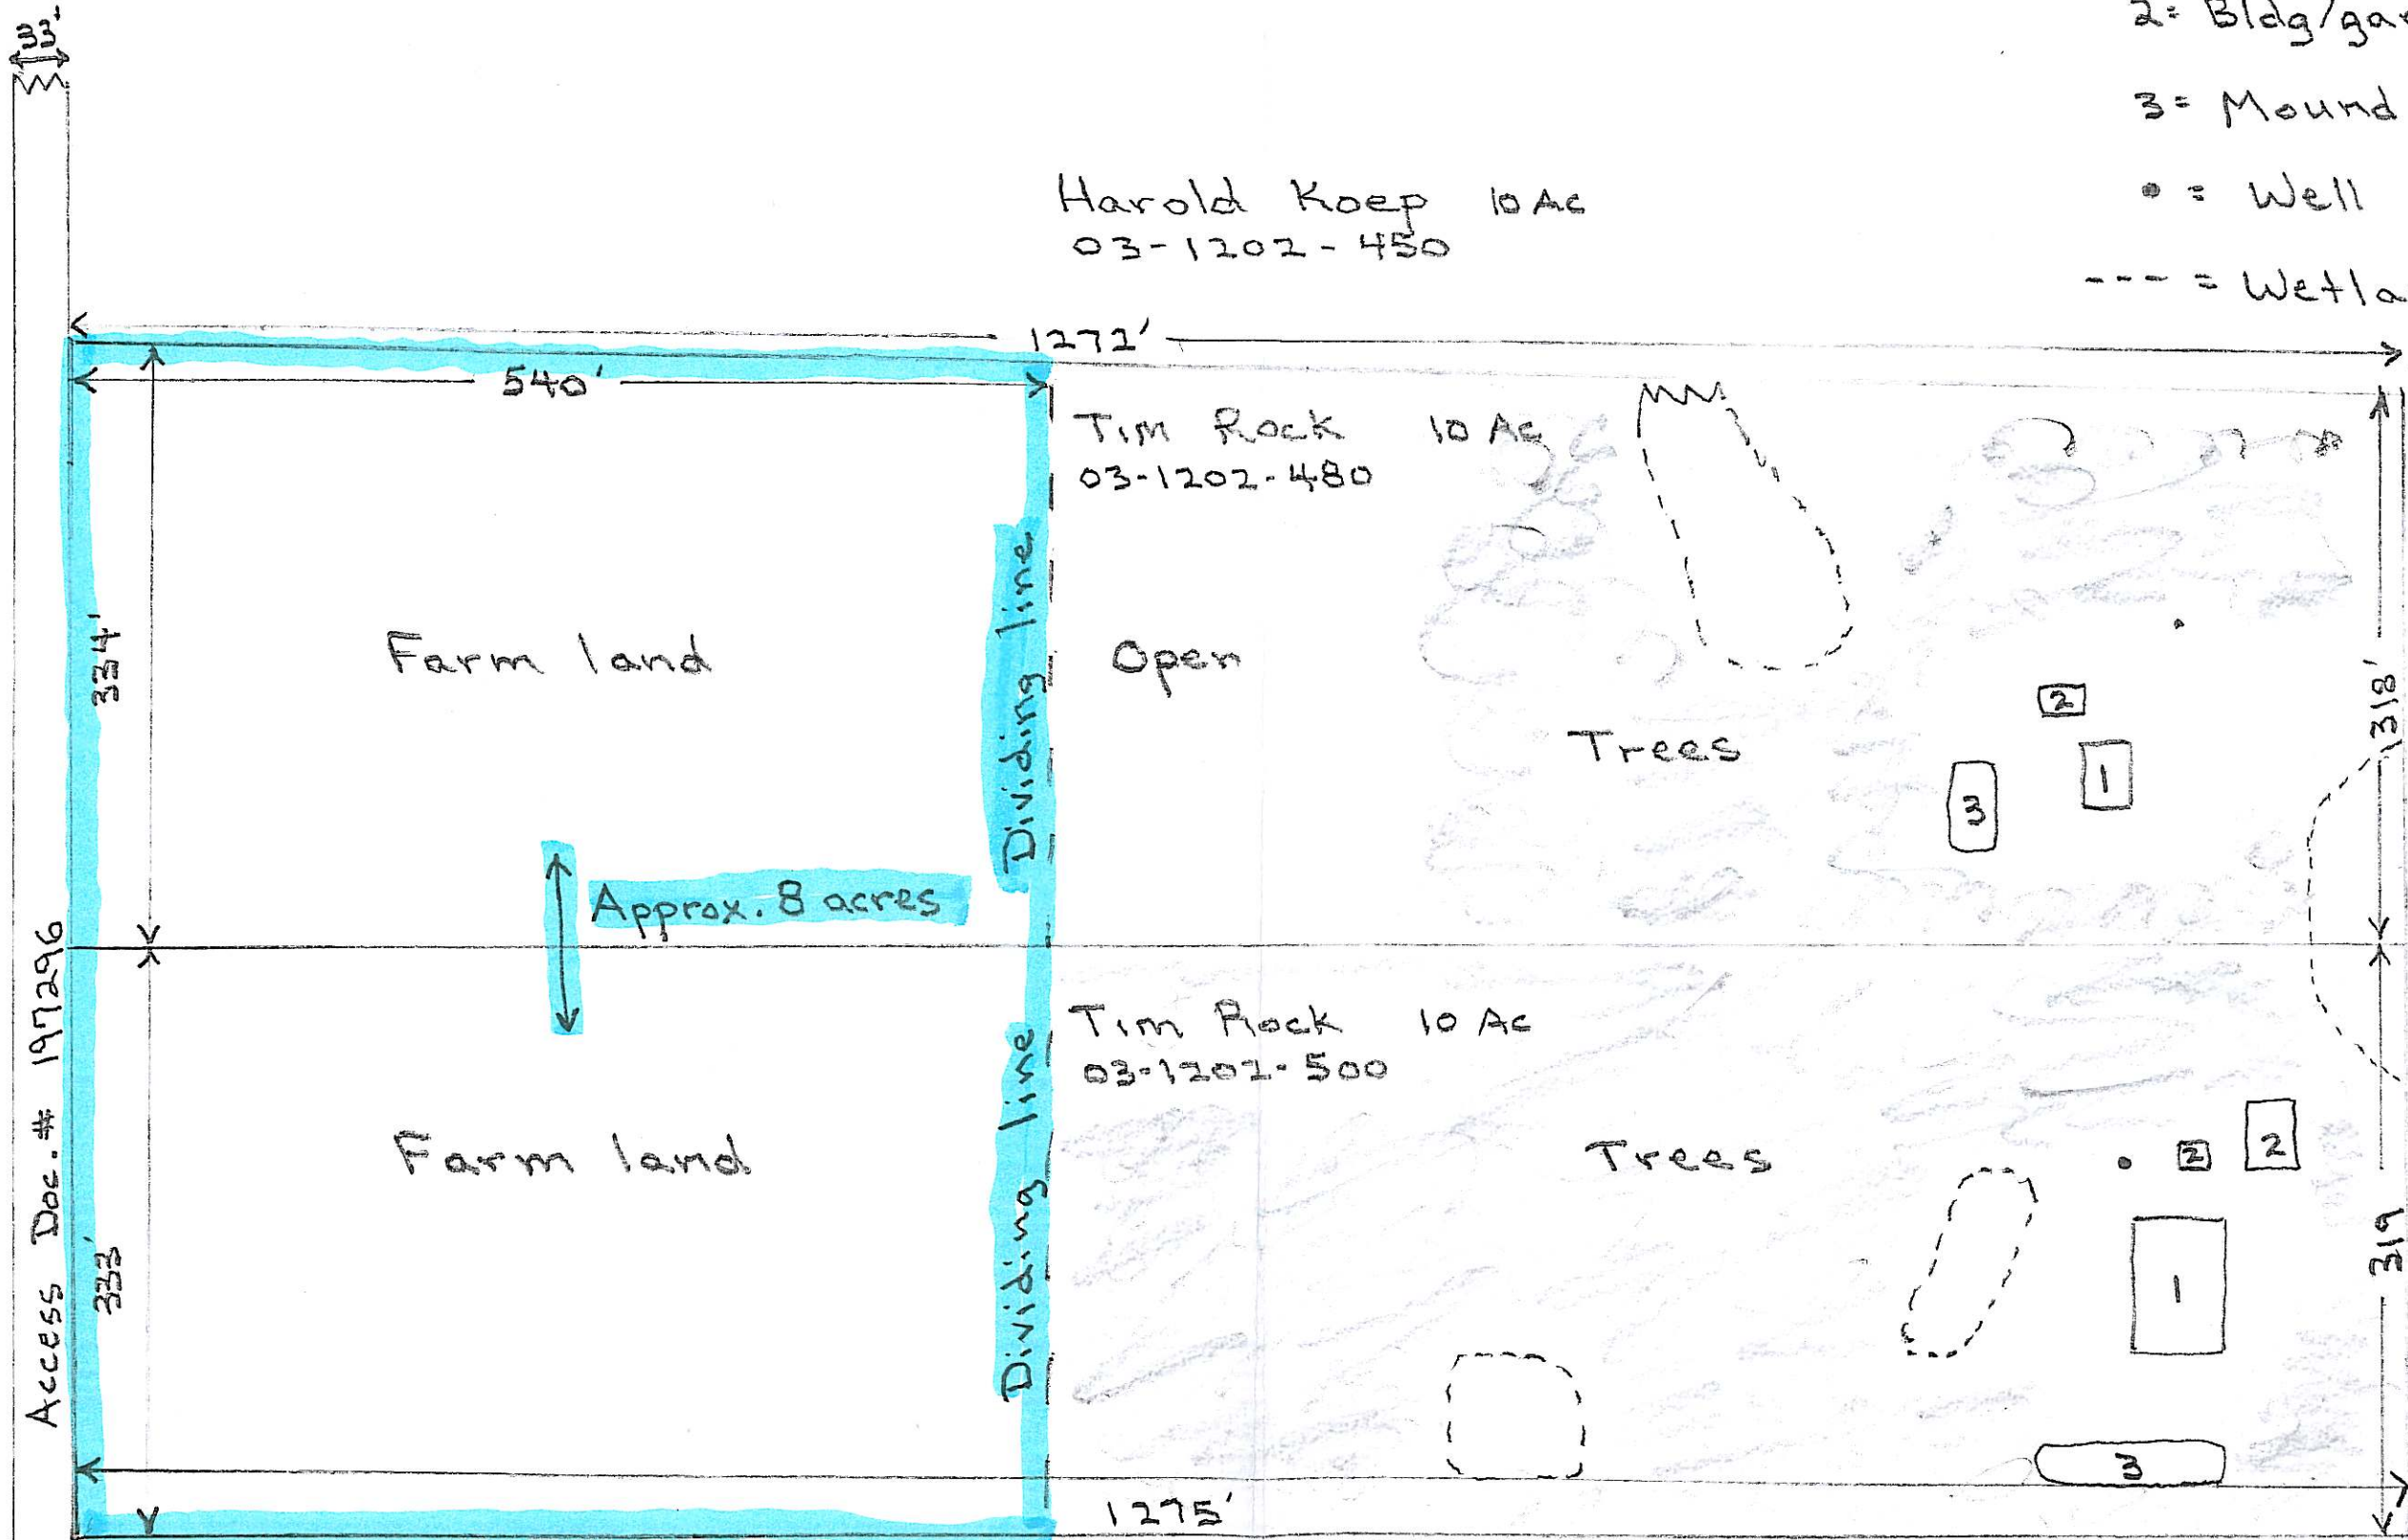 33'
2= Bldg/ga
3= Mound
• = Well
--- = Wetla
Harold Koep 10 Ac
03-1202-450
1272'
540'
Tim Rock 10 Ac
03-1202-480
334'
Farm land
Dividing line
Open
Trees
318'
2
1
3
Approx. 8 acres
Access Doc. # 197296
Tim Rock 10 Ac
03-1202-500
333'
Farm land
Dividing line
Trees
2
2
1
319
3
1275'